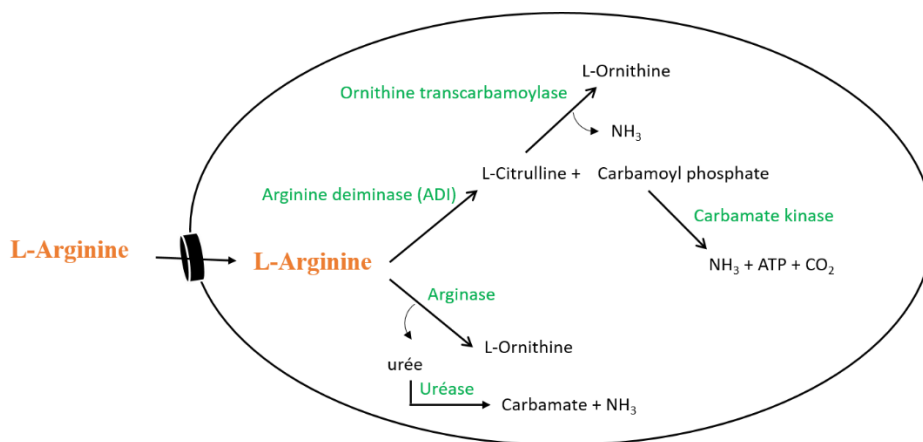 L-Ornithine
Ornithine transcarbamoylase
NH3
L-Citrulline + Carbamoyl phosphate
Arginine deiminase (ADI)
Carbamate kinase
L-Arginine
L-Arginine
NH3 + ATP + CO2
Arginase
L-Ornithine
urée
Uréase
Carbamate + NH3